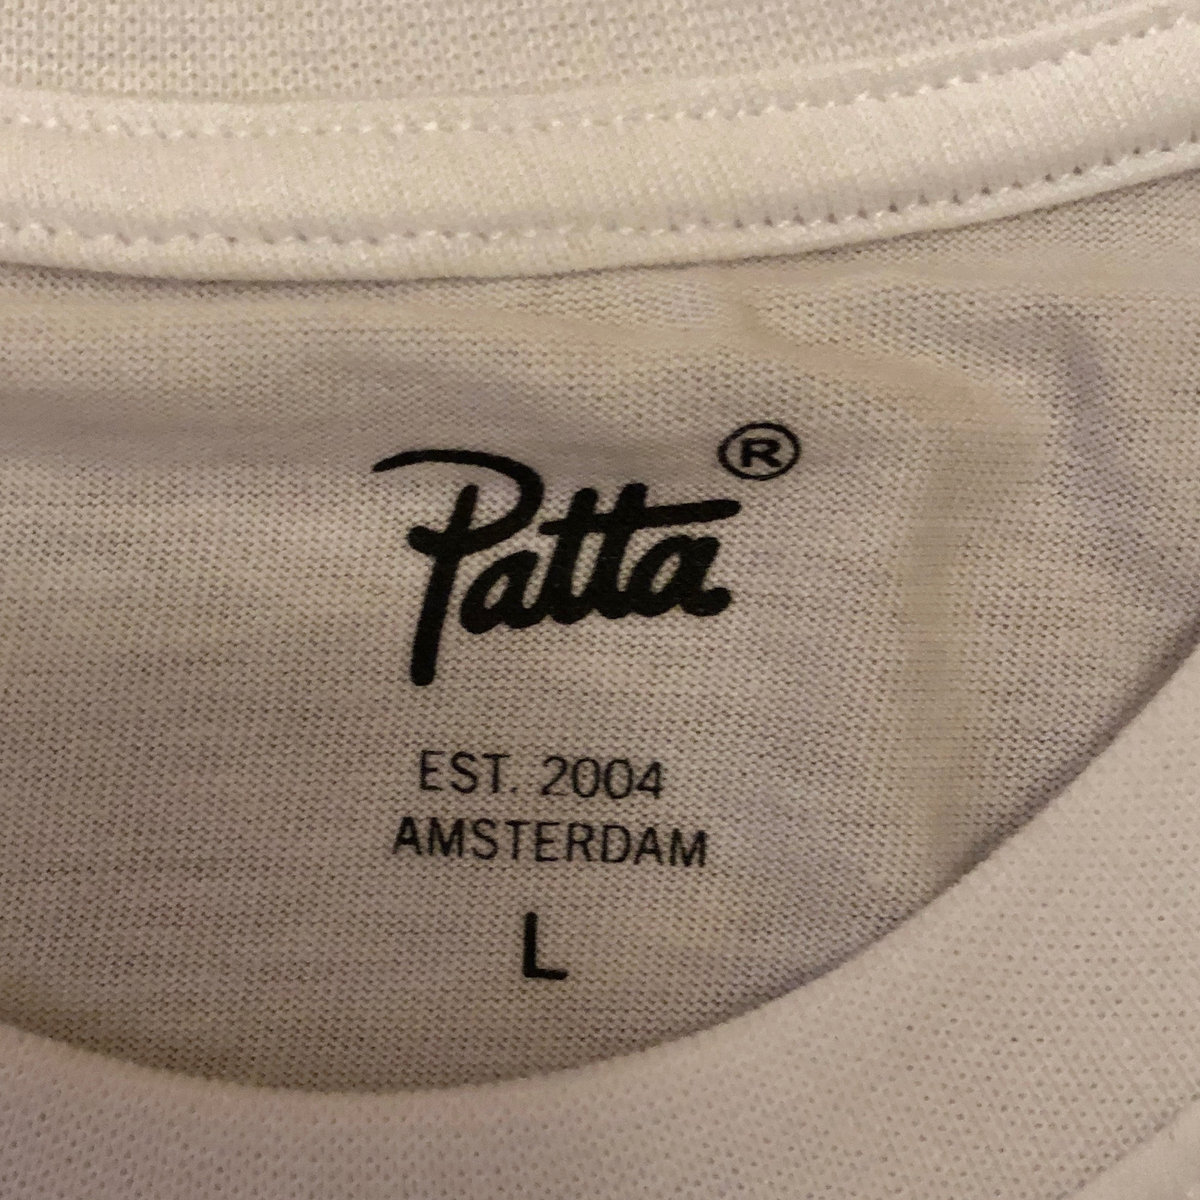 Patta®
EST. 2004
AMSTERDAM
L